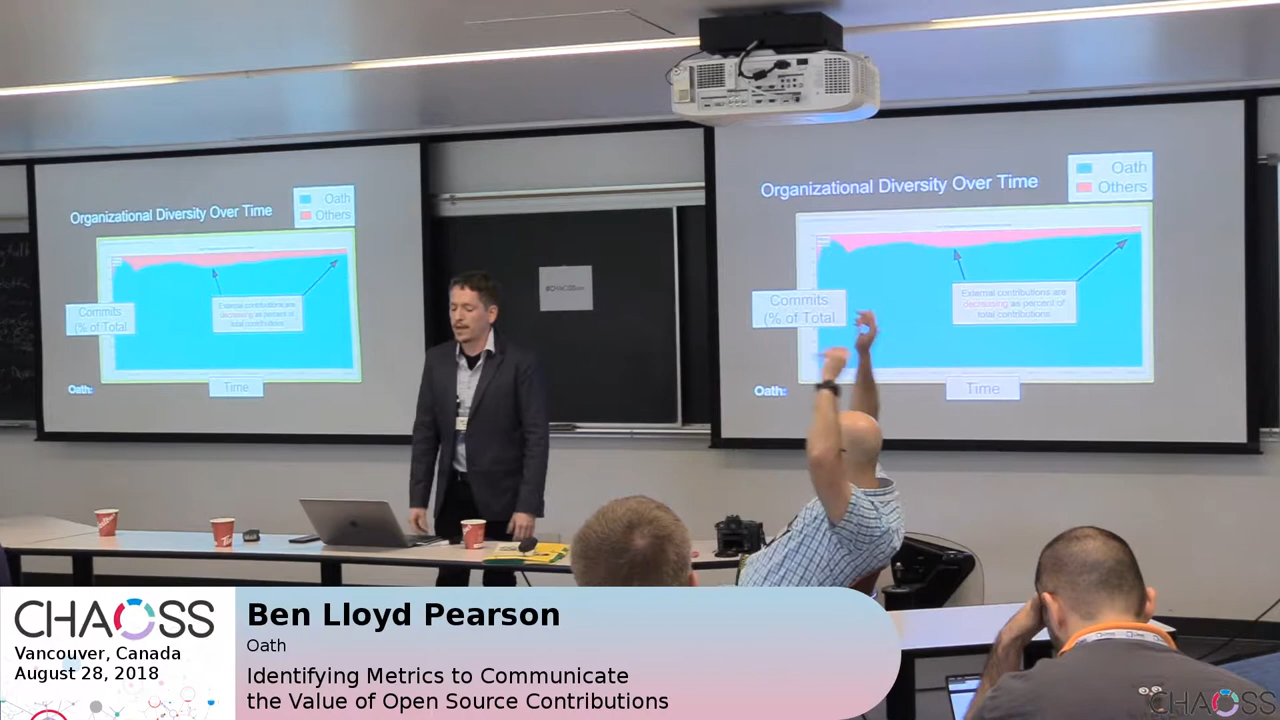 Organizational Diversity Over Time
Oath
Others
Commits
(% of Total
External contributions are
decreasing as percent of
total contributions
Time
Oath:
Organizational Diversity Over Time
Oath
Others
Commits
(% of Total
External contributions are
decreasing as percent of
total contributions
Time
Oath:
CHAOSS
Vancouver, Canada
August 28, 2018
Ben Lloyd Pearson
Oath
Identifying Metrics to Communicate
the Value of Open Source Contributions
CHAOSS